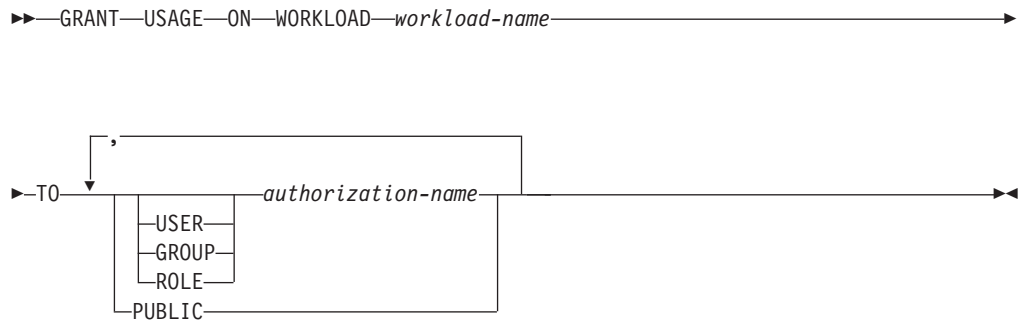 GRANT USAGE ON WORKLOAD workload-name
,
TO authorization-name
USER
GROUP
ROLE
PUBLIC